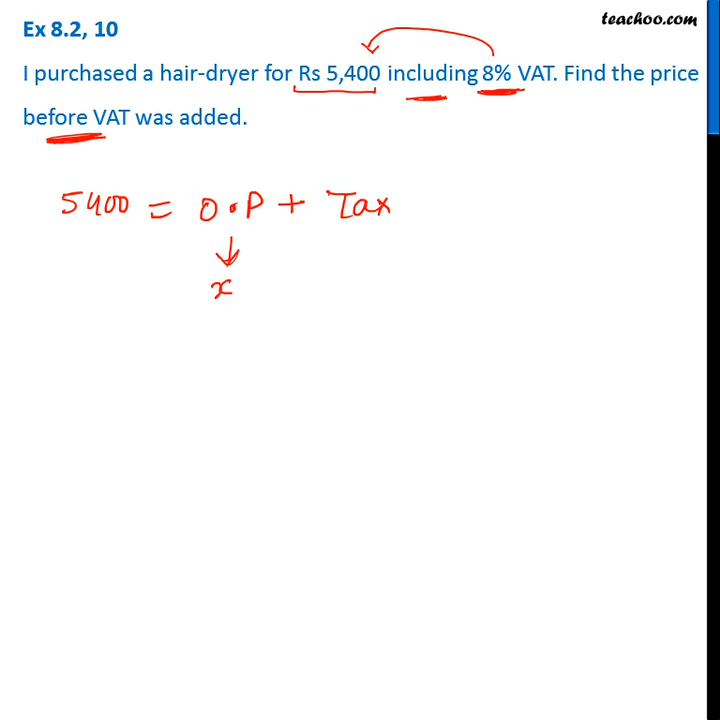 teachoo.com
Ex 8.2, 10
I purchased a hair-dryer for Rs 5,400 including 8% VAT. Find the price
before VAT was added.
5400 = O.P + Tax
x